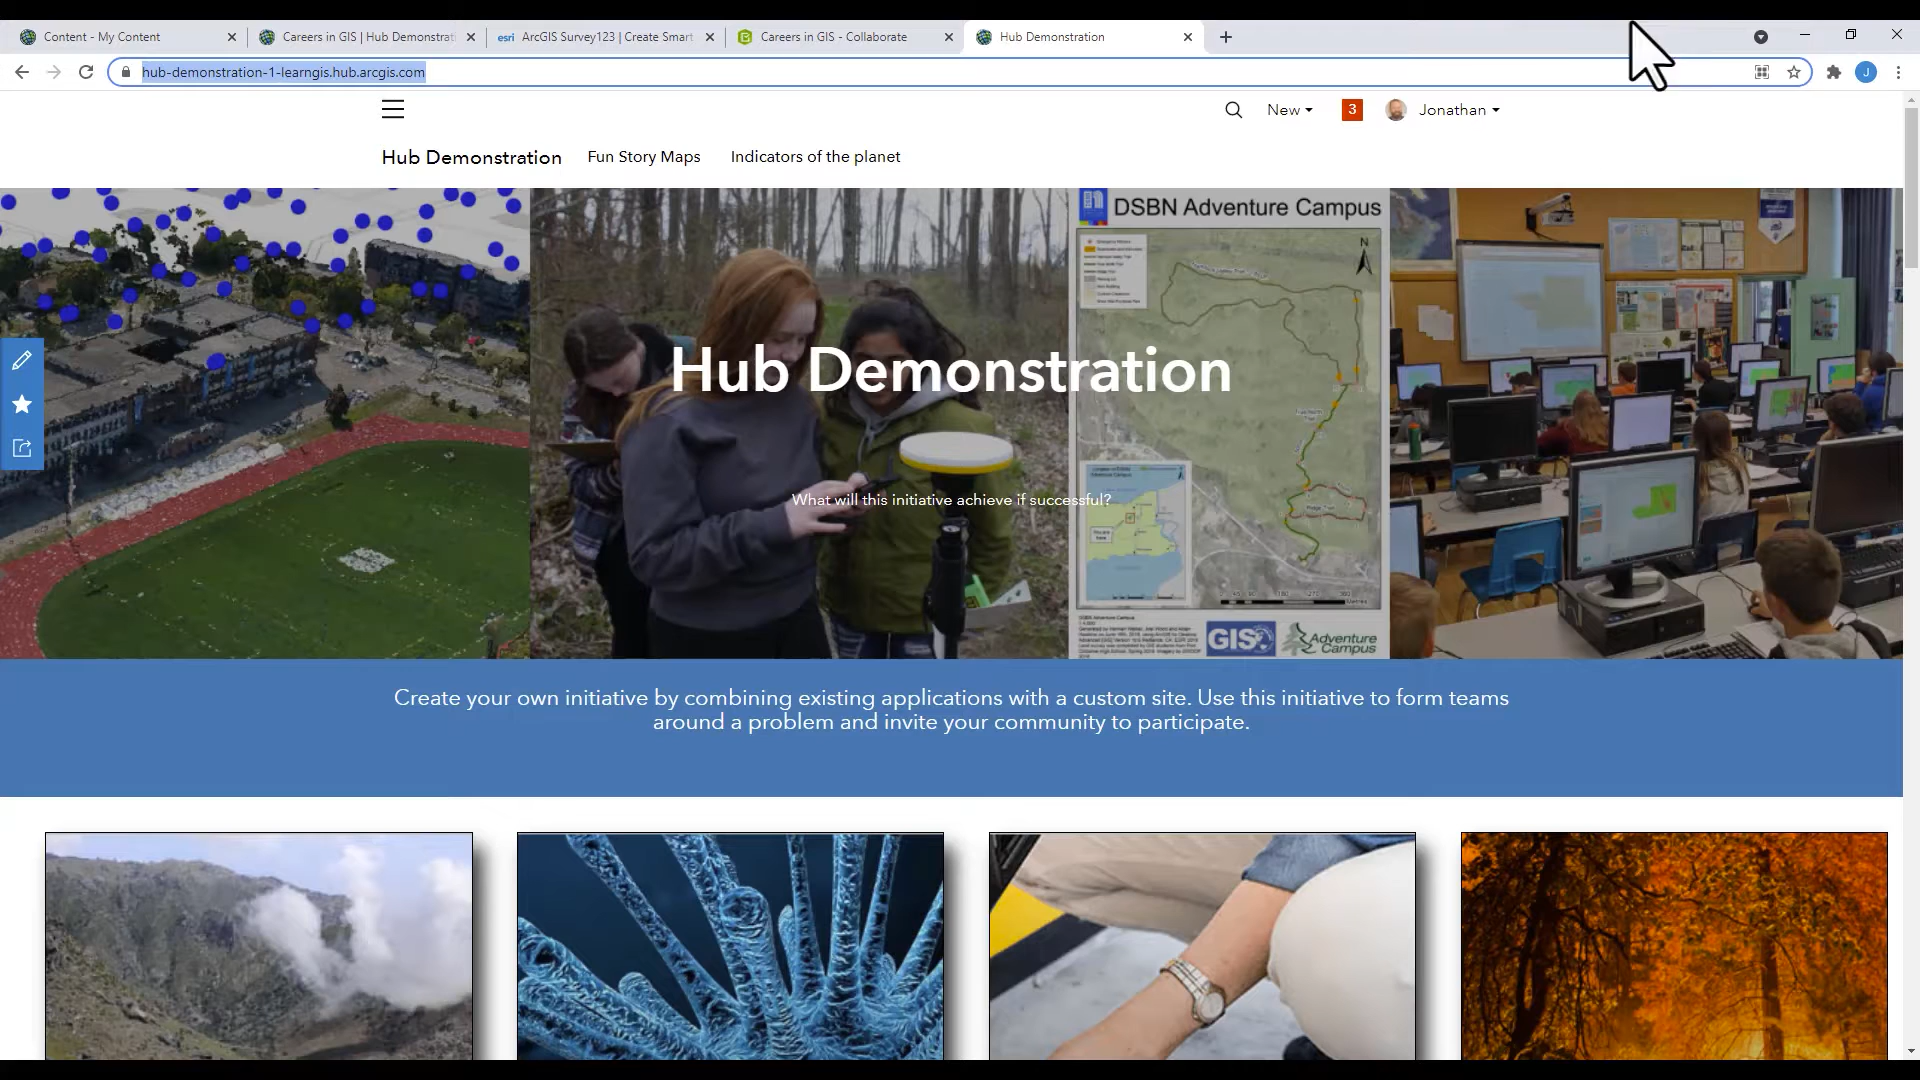 Content - My Content
Careers in GIS | Hub Demonstrati
esri ArcGIS Survey123 | Create Smart
Careers in GIS - Collaborate
Hub Demonstration
hub-demonstration-1-learngis.hub.arcgis.com
J
New
3
Jonathan
Hub Demonstration
Fun Story Maps
Indicators of the planet
DSBN Adventure Campus
N
Hub Demonstration
What will this initiative achieve if successful?
GIS
Adventure
Campus
Create your own initiative by combining existing applications with a custom site. Use this initiative to form teams
around a problem and invite your community to participate.